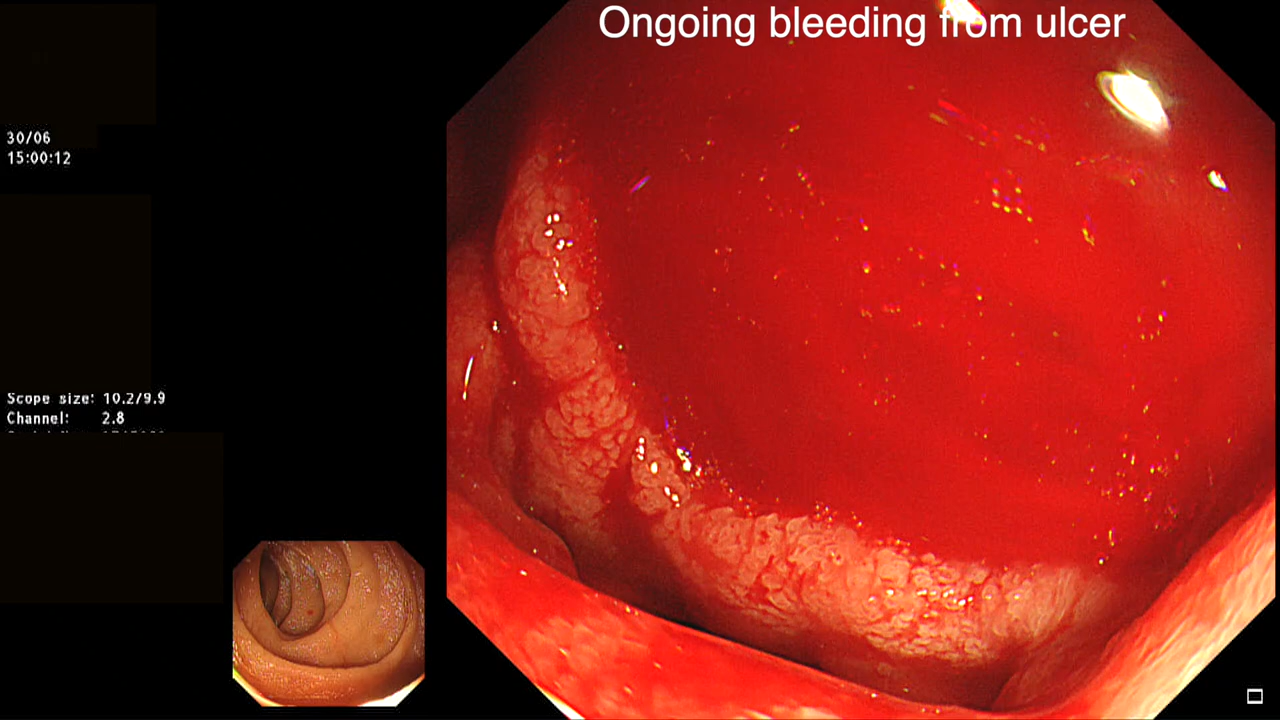 Ongoing bleeding from ulcer
30/06
15:00:12
Scope size: 10.2/9.9
Channel: 2.8